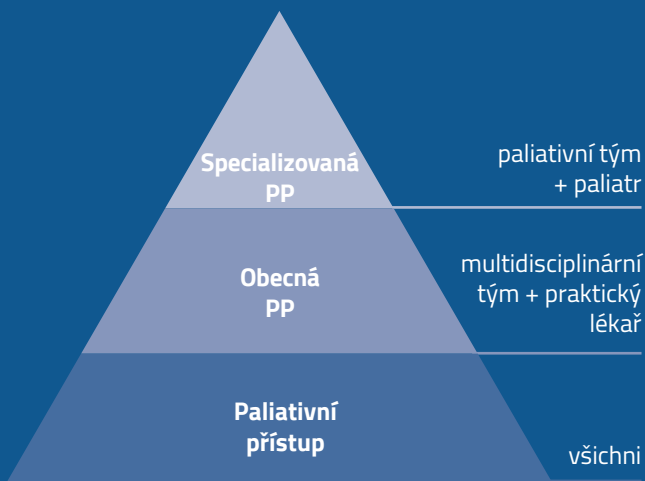 Specializovaná
PP
paliativní tým
+ paliatr
Obecná
PP
multidisciplinární
tým + praktický
lékař
Paliativní
přístup
všichni